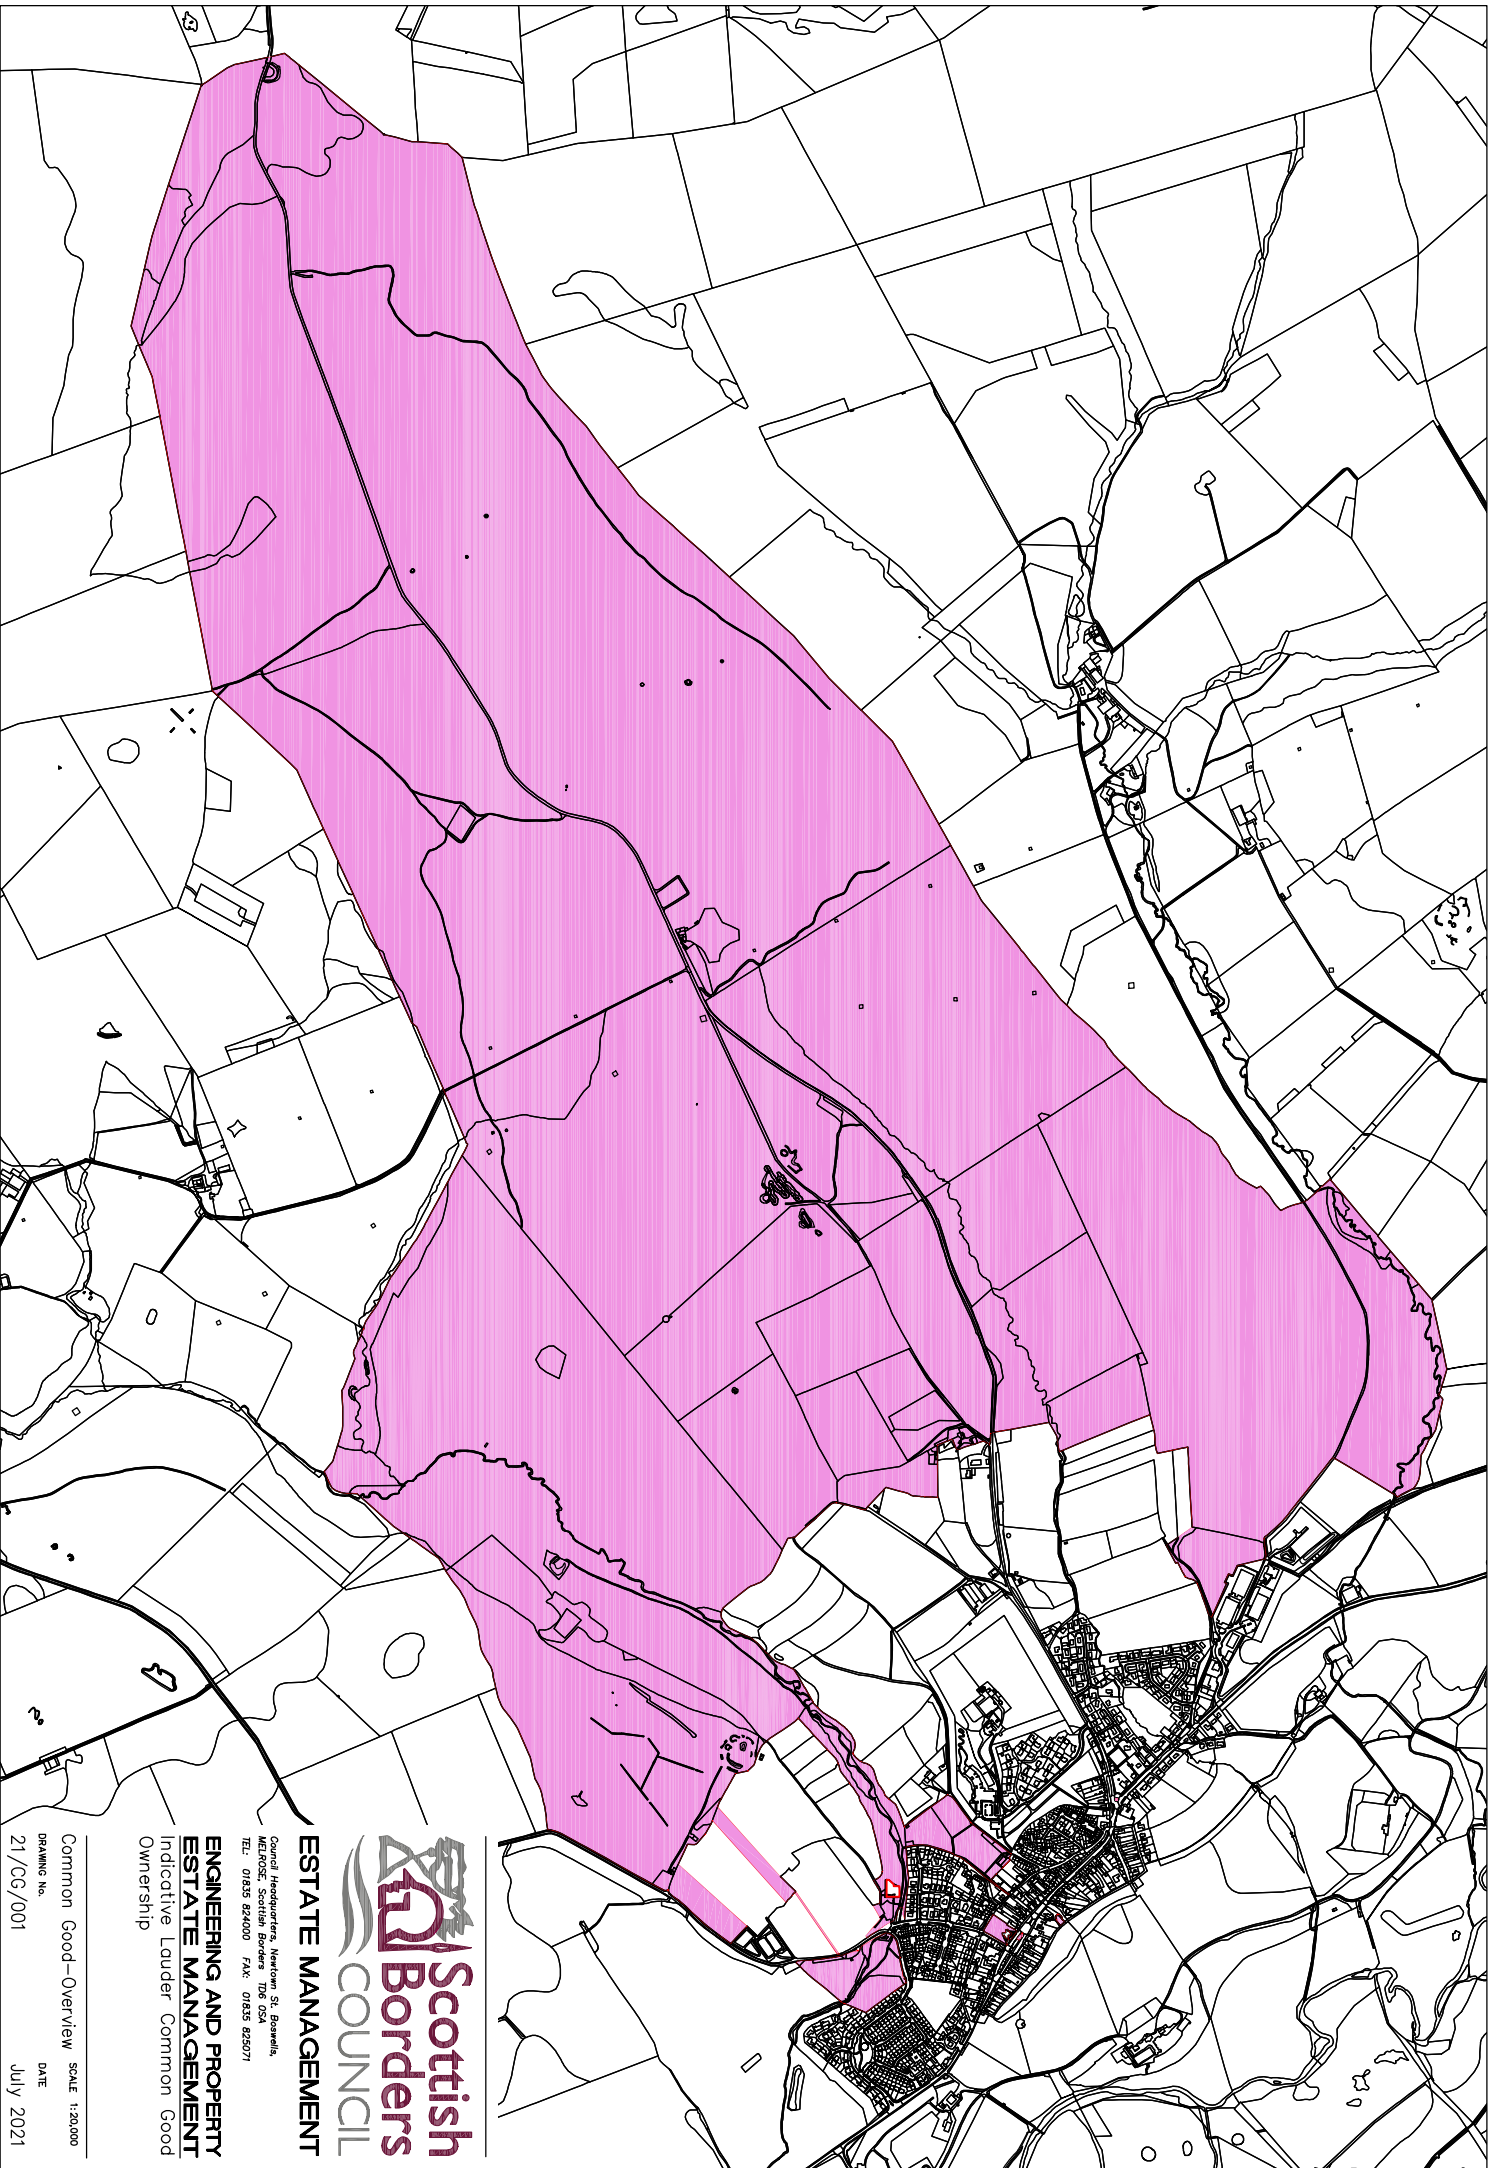 Scottish
Borders
COUNCIL
ESTATE MANAGEMENT
Council Headquarters, Newtown St. Boswells,
MELROSE, Scottish Borders TD6 0SA
TEL: 01835 824000 FAX: 01835 825071
ENGINEERING AND PROPERTY
ESTATE MANAGEMENT
Indicative Lauder Common Good
Ownership
Common Good-Overview SCALE 1:20,000
DRAWING No. DATE
21/CG/001 July 2021